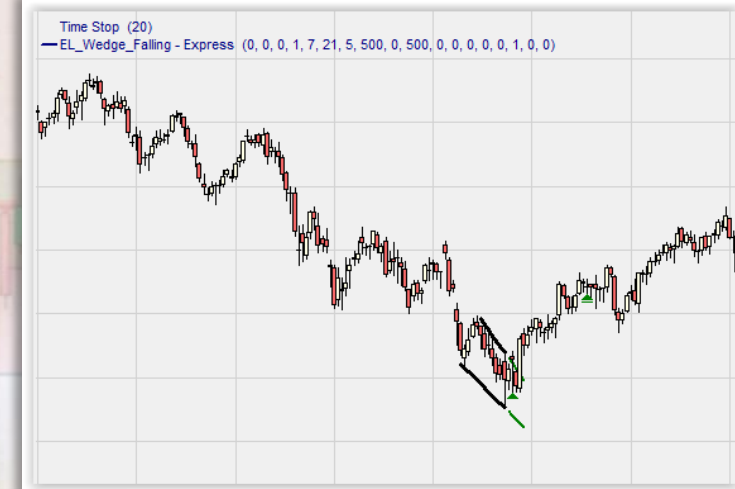 Time Stop (20)
EL_Wedge_Falling - Express (0, 0, 0, 1, 7, 21, 5, 500, 0, 500, 0, 0, 0, 0, 0, 1, 0, 0)